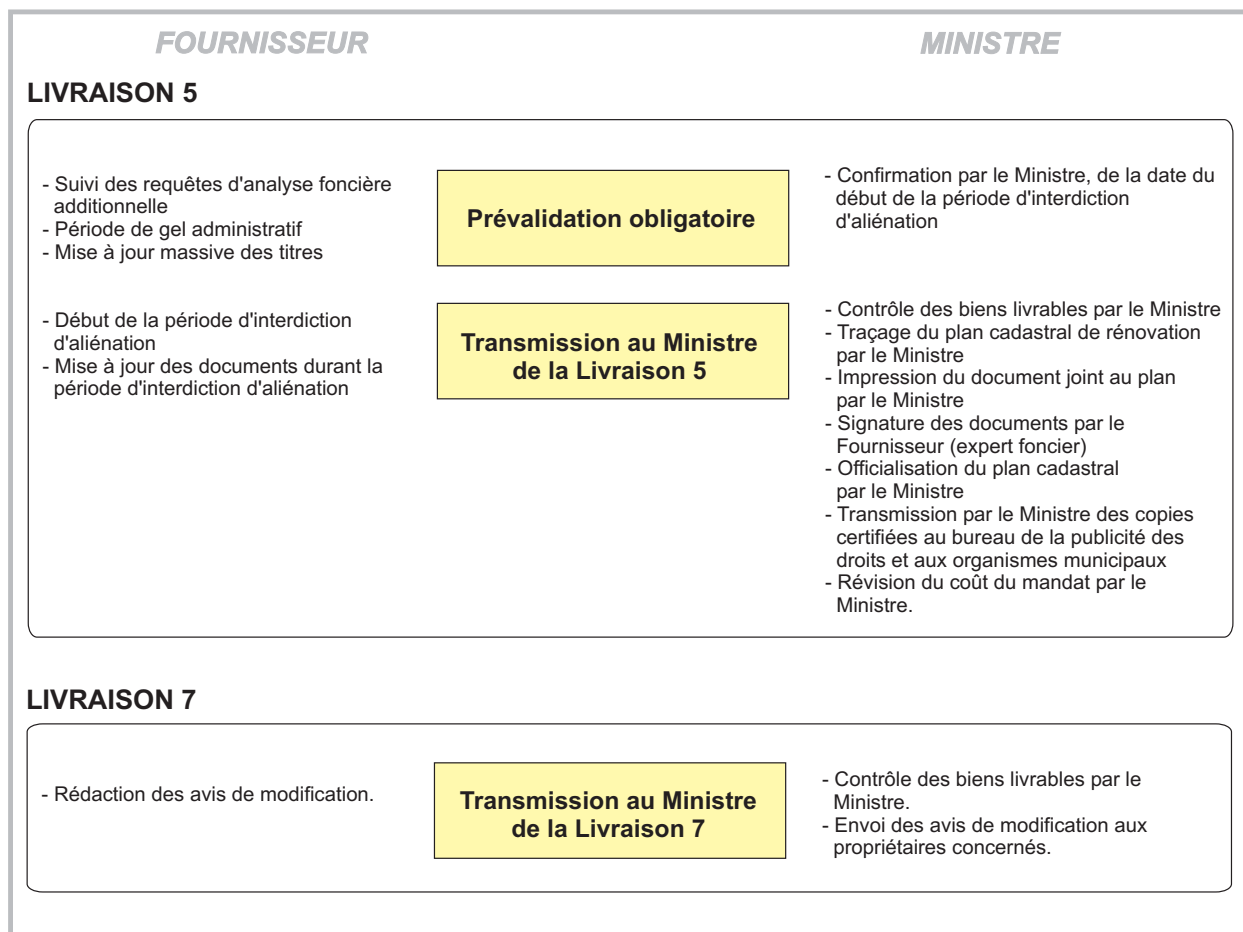 FOURNISSEUR
MINISTRE
LIVRAISON 5
- Suivi des requêtes d'analyse foncière
additionnelle
- Période de gel administratif
- Mise à jour massive des titres
Prévalidation obligatoire
- Confirmation par le Ministre, de la date du
début de la période d'interdiction
d'aliénation
- Début de la période d'interdiction
d'aliénation
- Mise à jour des documents durant la
période d'interdiction d'aliénation
Transmission au Ministre
de la Livraison 5
- Contrôle des biens livrables par le Ministre
- Traçage du plan cadastral de rénovation
par le Ministre
- Impression du document joint au plan
par le Ministre
- Signature des documents par le
Fournisseur (expert foncier)
- Officialisation du plan cadastral
par le Ministre
- Transmission par le Ministre des copies
certifiées au bureau de la publicité des
droits et aux organismes municipaux
- Révision du coût du mandat par le
Ministre.
LIVRAISON 7
- Rédaction des avis de modification.
Transmission au Ministre
de la Livraison 7
- Contrôle des biens livrables par le
Ministre.
- Envoi des avis de modification aux
propriétaires concernés.